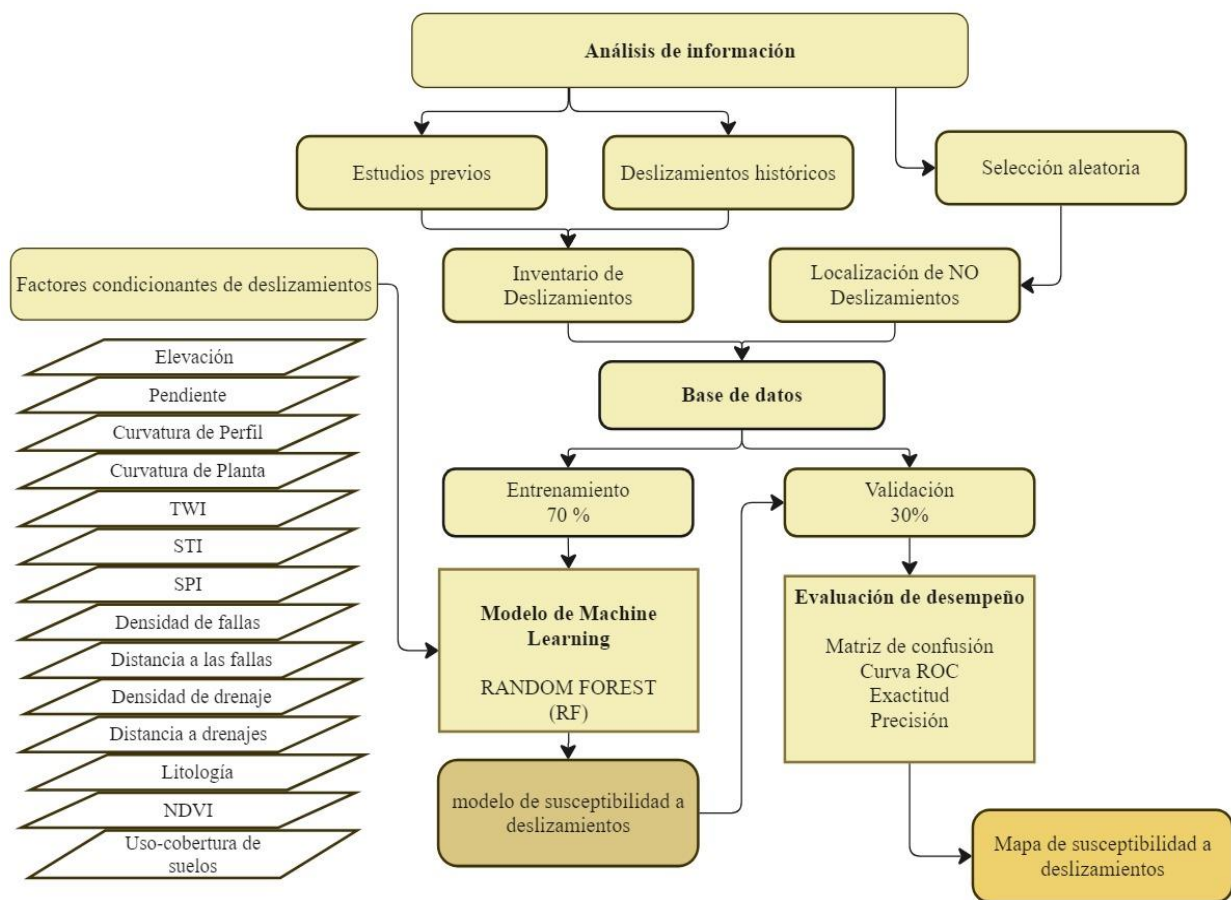 Análisis de información
Estudios previos
Deslizamientos históricos
Selección aleatoria
Factores condicionantes de deslizamientos
Inventario de
Deslizamientos
Localización de NO
Deslizamientos
Elevación
Pendiente
Curvatura de Perfil
Curvatura de Planta
TWI
STI
SPI
Densidad de fallas
Distancia a las fallas
Densidad de drenaje
Distancia a drenajes
Litología
NDVI
Uso-cobertura de
suelos
Base de datos
Entrenamiento
70 %
Validación
30%
Modelo de Machine
Learning
RANDOM FOREST
(RF)
Evaluación de desempeño
Matriz de confusión
Curva ROC
Exactitud
Precisión
modelo de susceptibilidad a
deslizamientos
Mapa de susceptibilidad a
deslizamientos